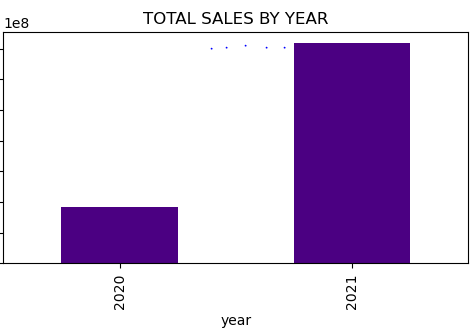 TOTAL SALES BY YEAR
1e8
2020
2021
year